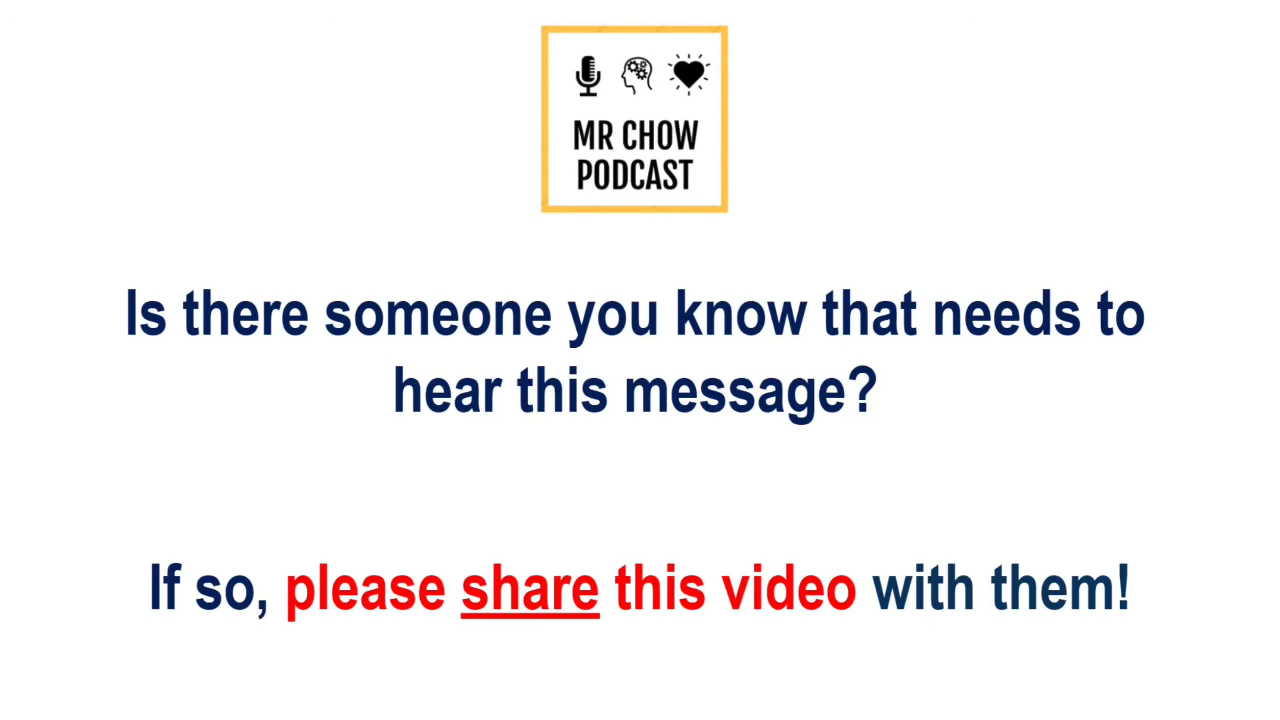 MR CHOW
PODCAST
Is there someone you know that needs to
hear this message?
If so, please share this video with them!